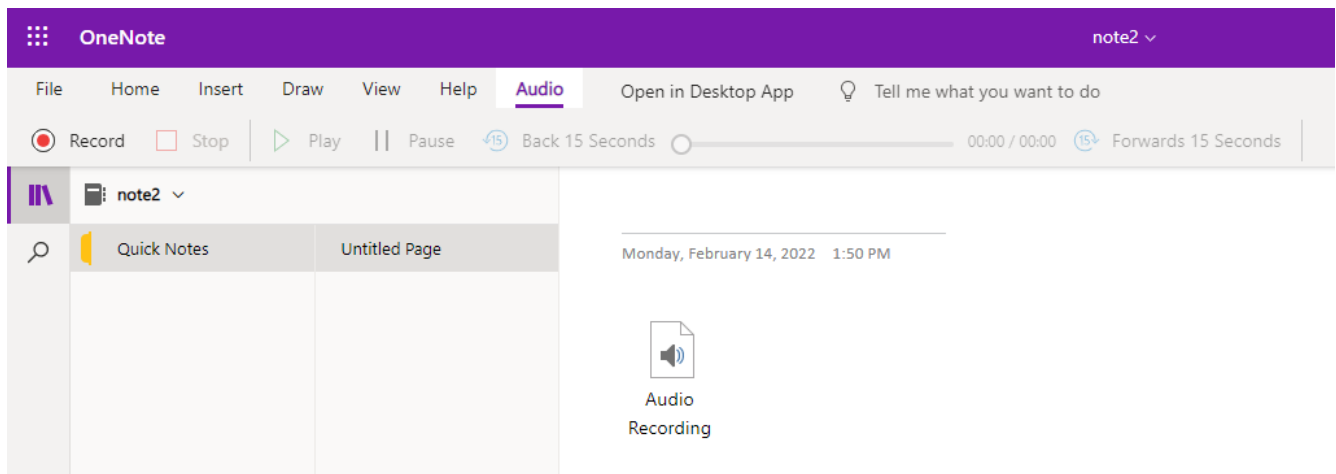 OneNote note2
File Home Insert Draw View Help Audio Open in Desktop App Tell me what you want to do
Record Stop Play Pause 15 Back 15 Seconds 00:00 / 00:00 15 Forwards 15 Seconds
note2
Quick Notes Untitled Page
Monday, February 14, 2022 1:50 PM
Audio
Recording